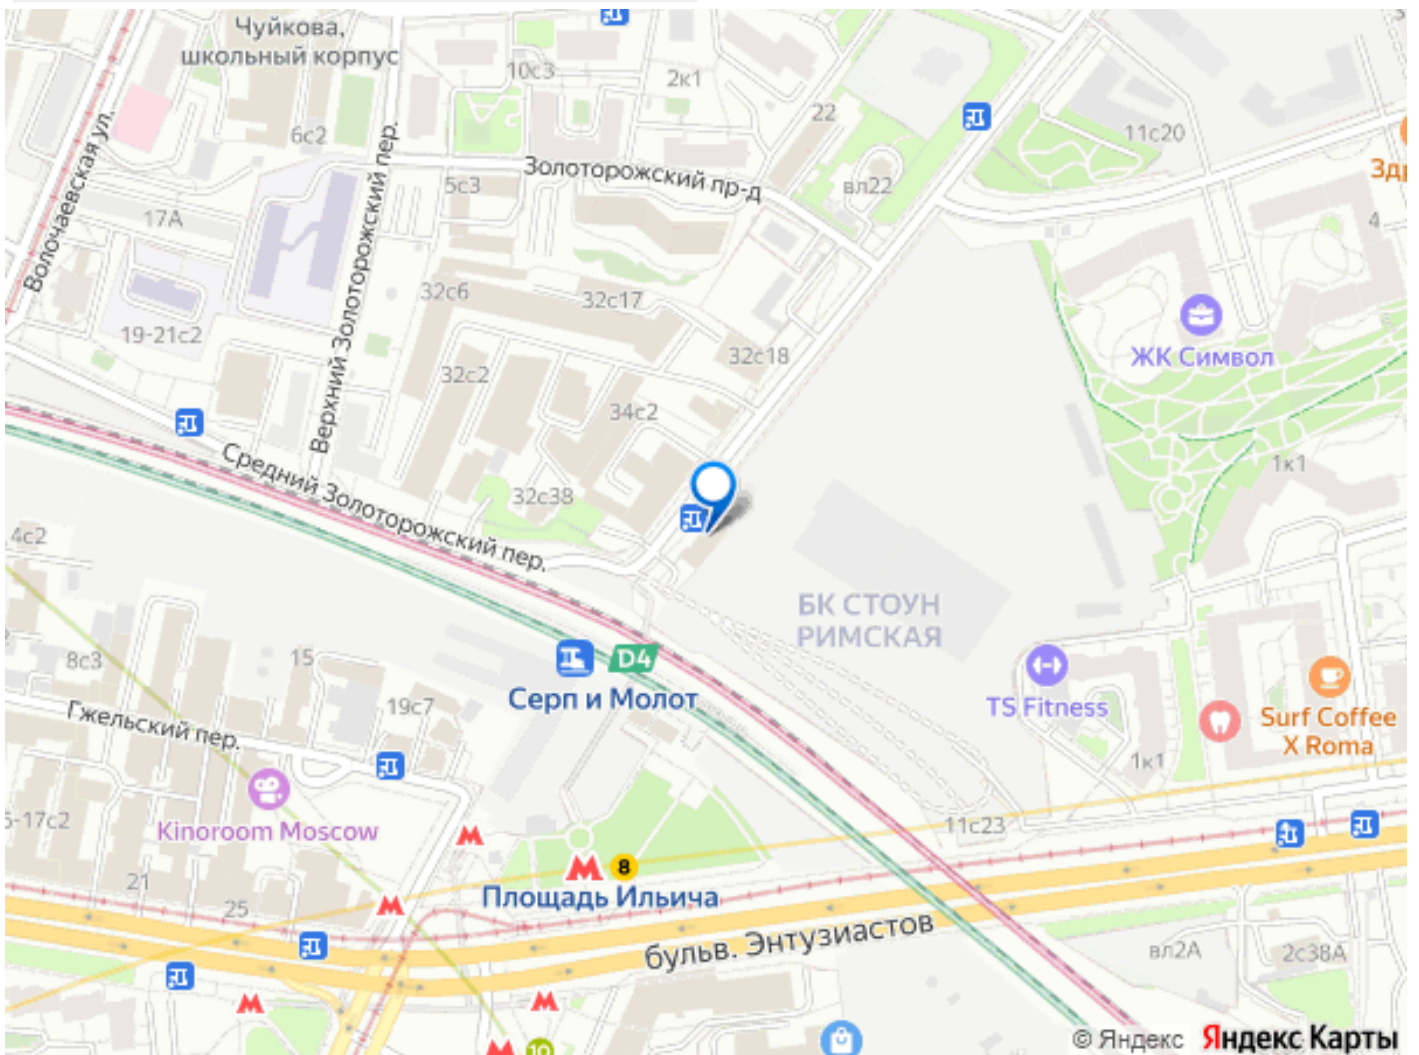 Чуйкова,
школьный корпус
10с3
2к1
22
11с20
6с2
Волочаевская ул.
Верхний Золоторожский пер.
Золоторожский пр-д
5с3
вл22
17А
4
32с6
32с17
19-21с2
32с2
32с18
34с2
ЖК Символ
1к1
Средний Золоторожский пер.
32с38
4с2
БК СТОУН
РИМСКАЯ
8с3
15
D4
Серп и Молот
19с7
TS Fitness
Surf Coffee
X Roma
Гжельский пер.
1к1
Kinoroom Moscow
11с23
21
25
8
Площадь Ильича
бульв. Энтузиастов
вл2А
2с38А
10
© Яндекс Яндекс Карты